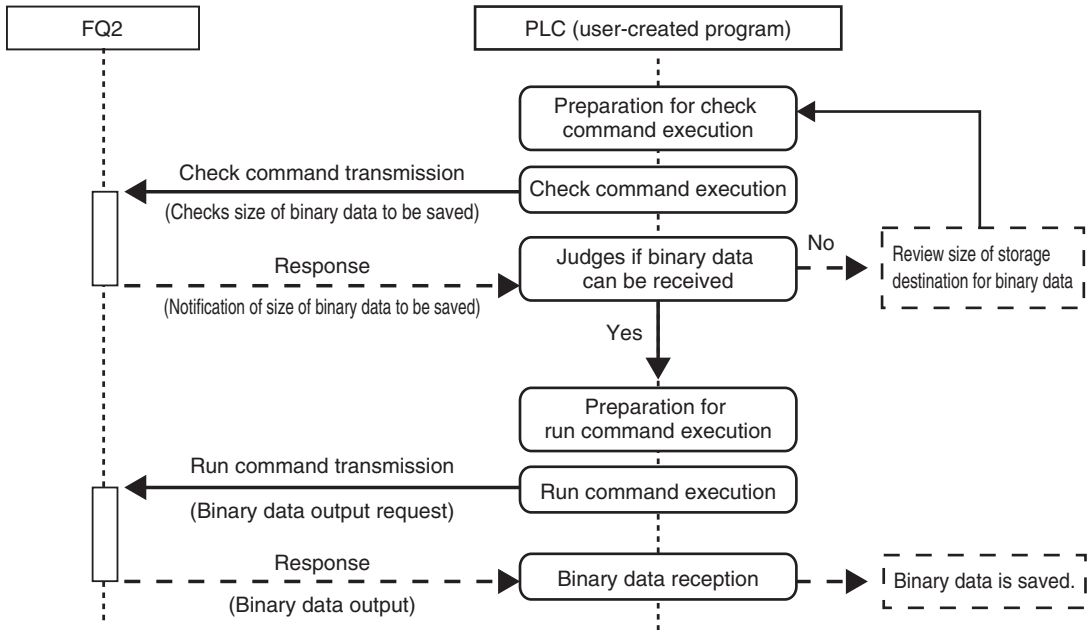 FQ2
PLC (user-created program)
Preparation for check
command execution
Check command transmission
(Checks size of binary data to be saved)
Check command execution
Response
(Notification of size of binary data to be saved)
Judges if binary data
can be received
No
Review size of storage
destination for binary data
Yes
Preparation for
run command execution
Run command transmission
(Binary data output request)
Run command execution
Response
(Binary data output)
Binary data reception
Binary data is saved.